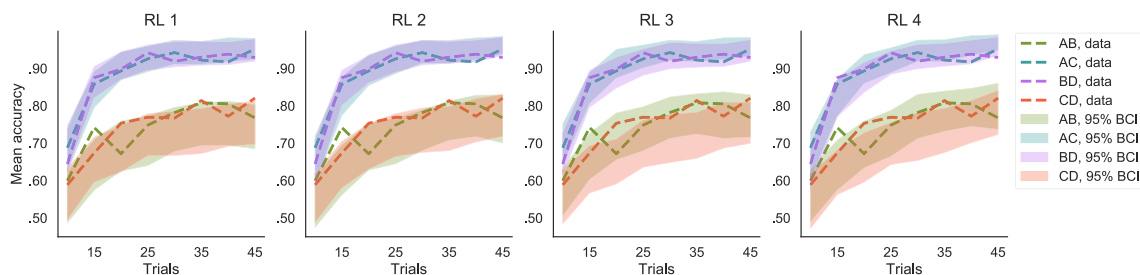 RL 1
RL 2
RL 3
RL 4
Mean accuracy
.90
.80
.70
.60
.50
.90
.80
.70
.60
.50
.90
.80
.70
.60
.50
.90
.80
.70
.60
.50
15 25 35 45
15 25 35 45
15 25 35 45
15 25 35 45
Trials
Trials
Trials
Trials
AB, data
AC, data
BD, data
CD, data
AB, 95% BCI
AC, 95% BCI
BD, 95% BCI
CD, 95% BCI